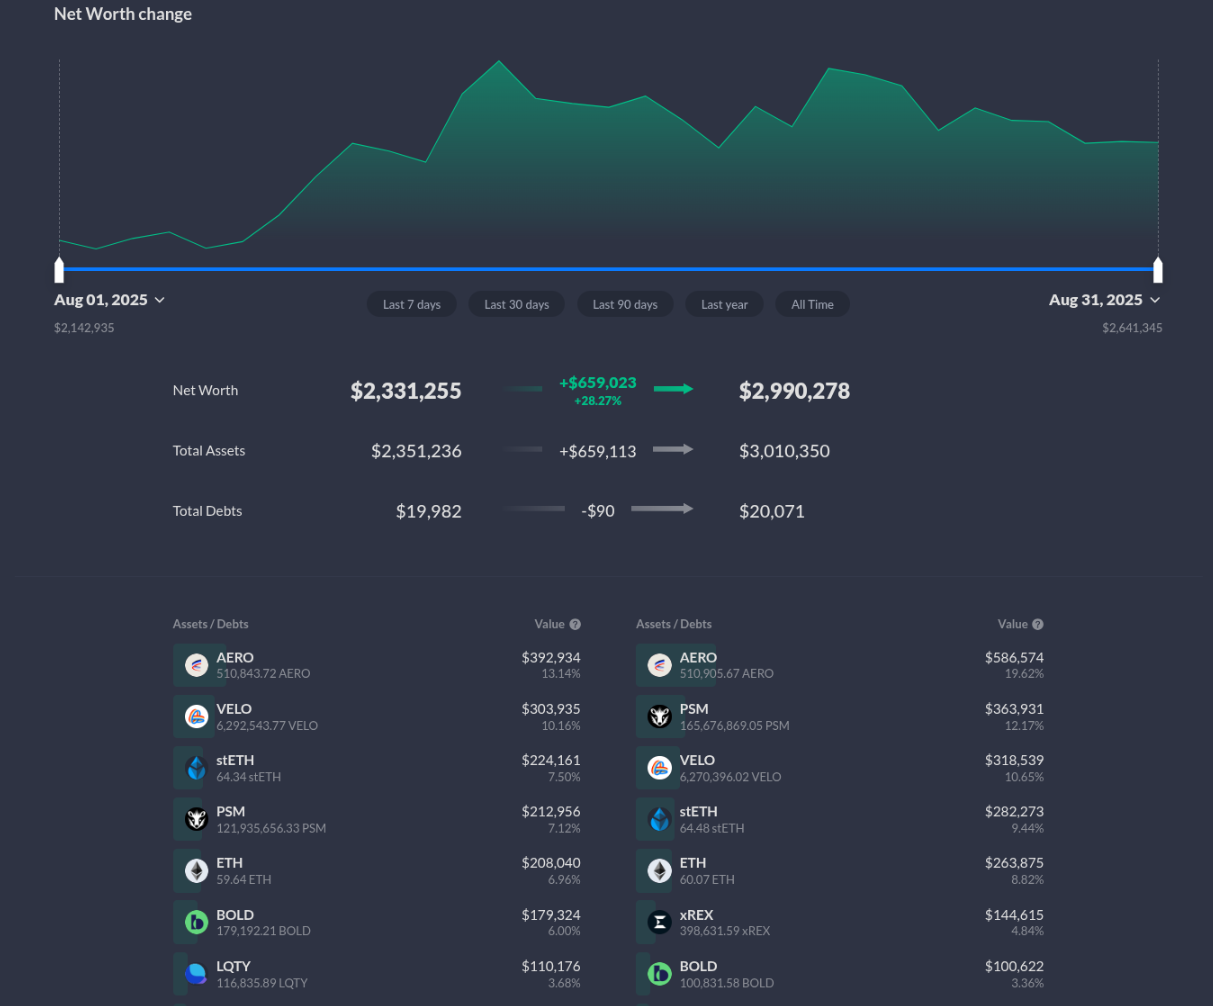 Net Worth change
Aug 01, 2025
Last 7 days
Last 30 days
Last 90 days
Last year
All Time
Aug 31, 2025
$2,142,935
$2,641,345
Net Worth
$2,331,255
+$659,023
+28.27%
$2,990,278
Total Assets
$2,351,236
+$659,113
$3,010,350
Total Debts
$19,982
-$90
$20,071
Assets / Debts
Value ?
AERO
$392,934
510,843.72 AERO
13.14%
VELO
$303,935
6,292,543.77 VELO
10.16%
stETH
$224,161
64.34 stETH
7.50%
PSM
$212,956
121,935,656.33 PSM
7.12%
ETH
$208,040
59.64 ETH
6.96%
BOLD
$179,324
179,192.21 BOLD
6.00%
LQTY
$110,176
116,835.89 LQTY
3.68%
Assets / Debts
Value ?
AERO
$586,574
510,905.67 AERO
19.62%
PSM
$363,931
165,676,869.05 PSM
12.17%
VELO
$318,539
6,270,396.02 VELO
10.65%
stETH
$282,273
64.48 stETH
9.44%
ETH
$263,875
60.07 ETH
8.82%
xREX
$144,615
398,631.59 xREX
4.84%
BOLD
$100,622
100,831.58 BOLD
3.36%